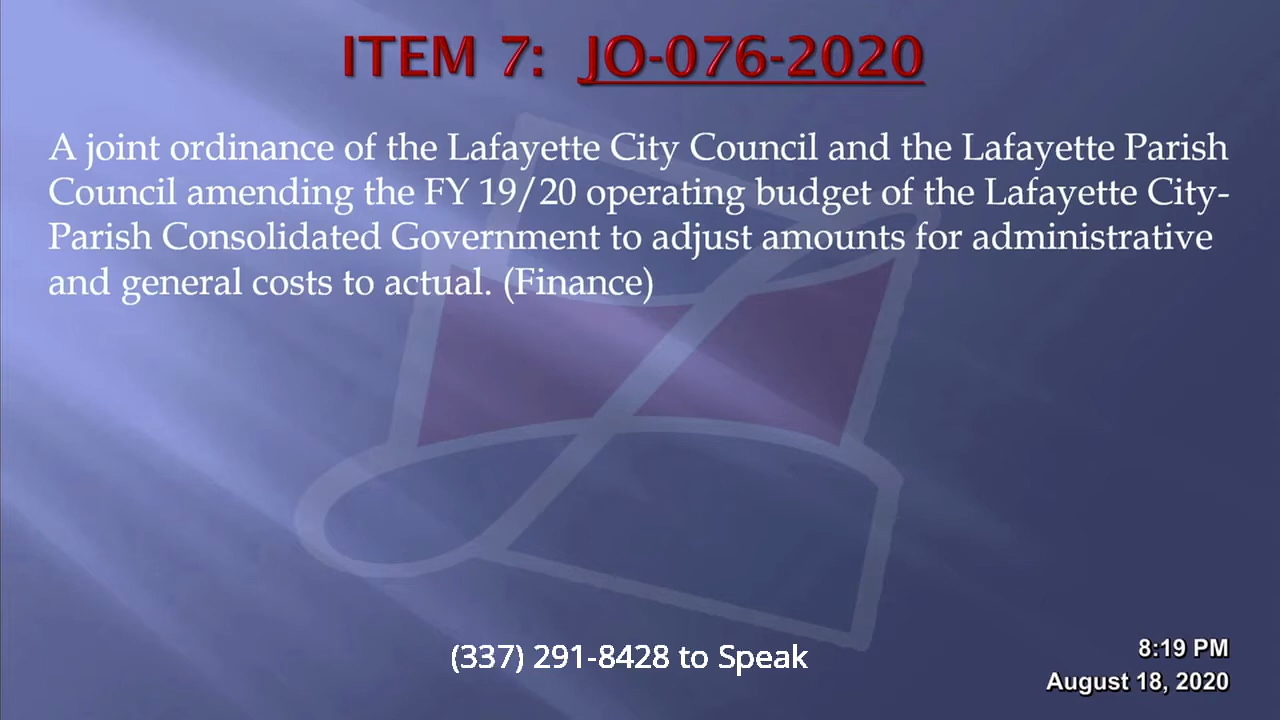 ITEM 7: JO-076-2020
A joint ordinance of the Lafayette City Council and the Lafayette Parish
Council amending the FY 19/20 operating budget of the Lafayette City-
Parish Consolidated Government to adjust amounts for administrative
and general costs to actual. (Finance)
(337) 291-8428 to Speak
8:19 PM
August 18, 2020